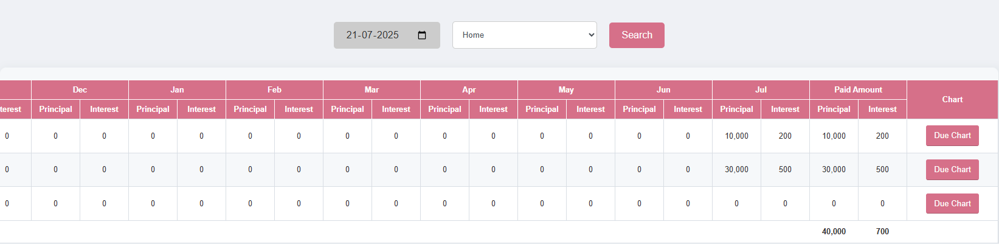 21-07-2025 Home Search
Dec Jan Feb Mar Apr May Jun Jul Paid Amount Chart
terest Principal Interest Principal Interest Principal Interest Principal Interest Principal Interest Principal Interest Principal Interest Principal Interest Principal Interest
0 0 0 0 0 0 0 0 0 0 0 0 0 0 0 10,000 200 10,000 200 Due Chart
0 0 0 0 0 0 0 0 0 0 0 0 0 0 0 30,000 500 30,000 500 Due Chart
0 0 0 0 0 0 0 0 0 0 0 0 0 0 0 0 0 0 0 Due Chart
40,000 700